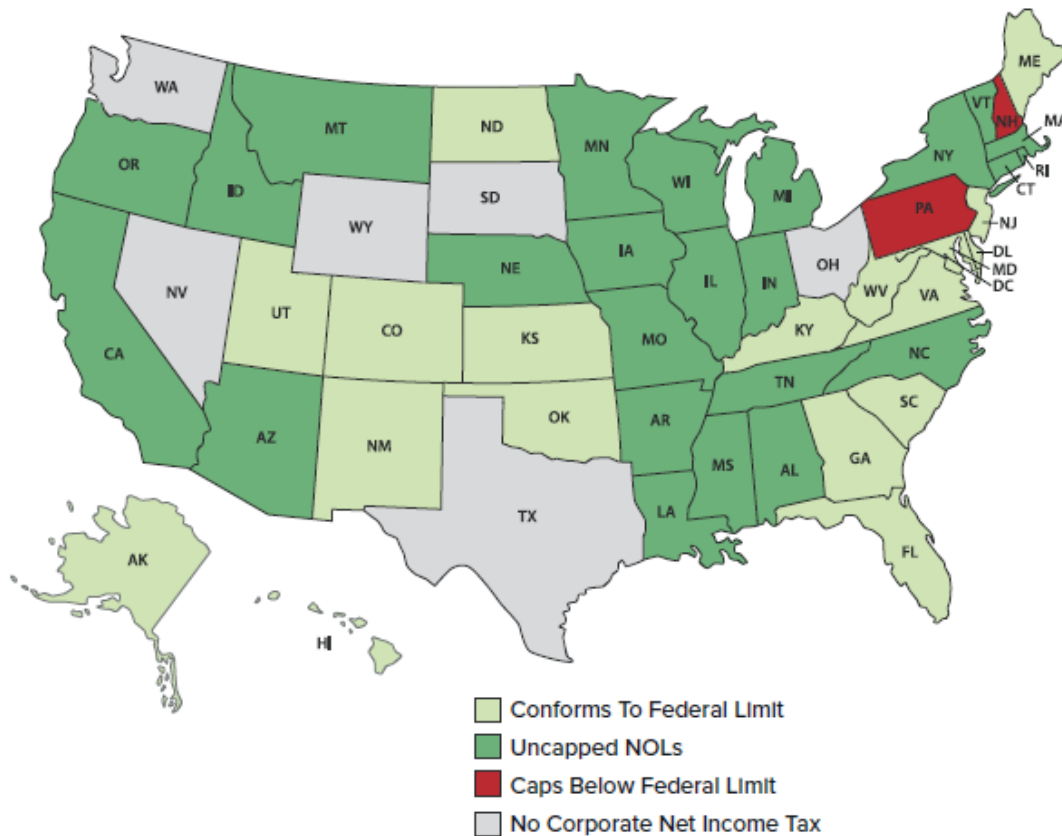 WA
ME
MT
ND
VT
NH
MA
OR
MN
ID
NY
WI
RI
SD
MI
CT
WY
PA
NJ
IA
NE
DL
OH
MD
NV
IL
IN
DC
UT
WV
VA
CO
CA
KS
MO
KY
NC
TN
OK
SC
AZ
NM
AR
GA
MS
AL
TX
LA
FL
AK
HI
Conforms To Federal Limit
Uncapped NOLs
Caps Below Federal Limit
No Corporate Net Income Tax